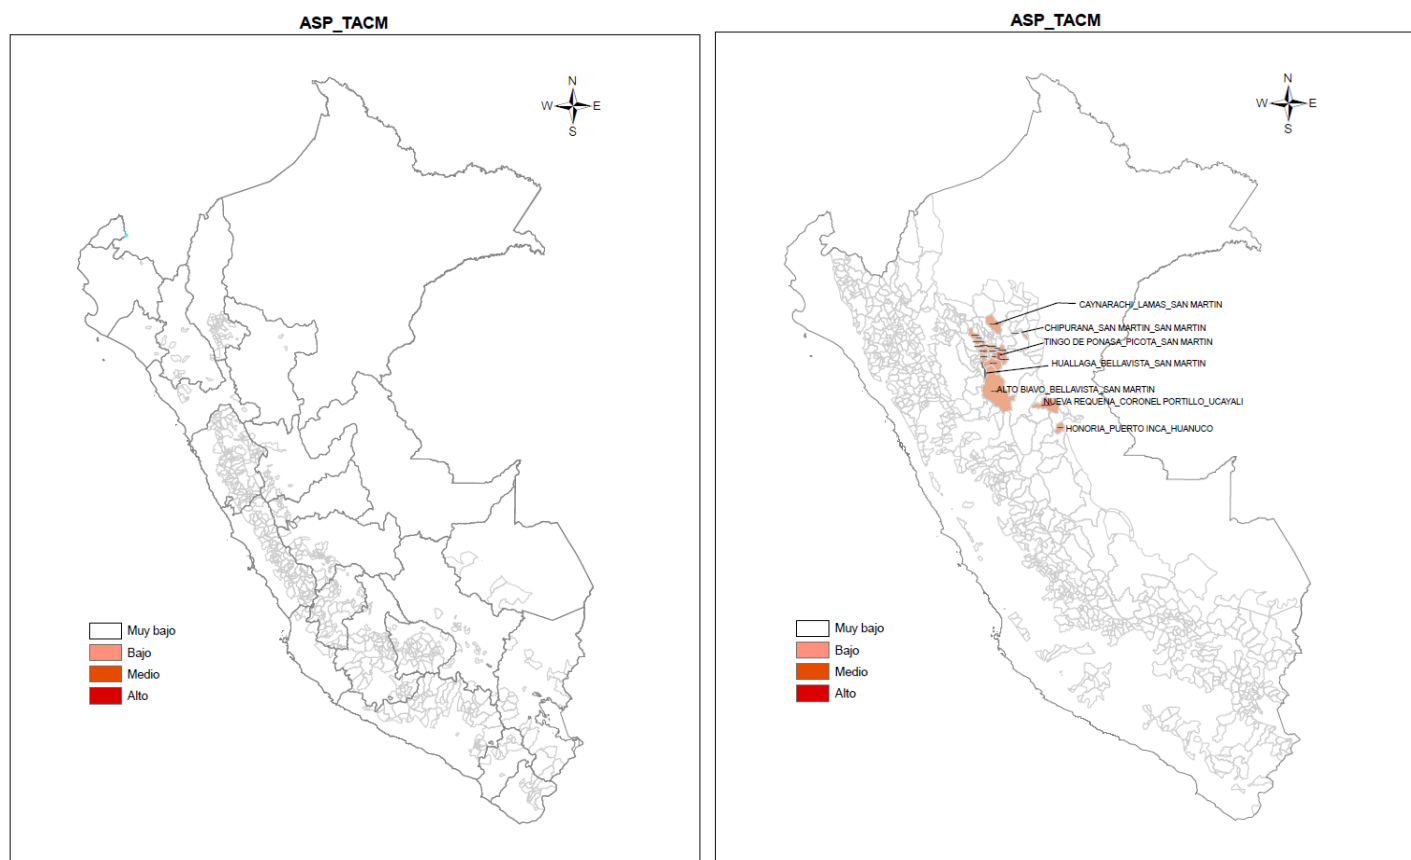 ASP_TACM
N
W E
S
Muy bajo
Bajo
Medio
Alto
ASP_TACM
N
W E
S
CAYNARACHI_LAMAS_SAN MARTIN
CHIPURANA_SAN MARTIN_SAN MARTIN
TINGO DE PONASA_PICOTA_SAN MARTIN
HUALLAGA_BELLAVISTA_SAN MARTIN
ALTO BIAVO_BELLAVISTA_SAN MARTIN
NUEVA REQUENA_CORONEL PORTILLO_UCAYALI
HONORIA_PUERTO INCA_HUANUCO
Muy bajo
Bajo
Medio
Alto